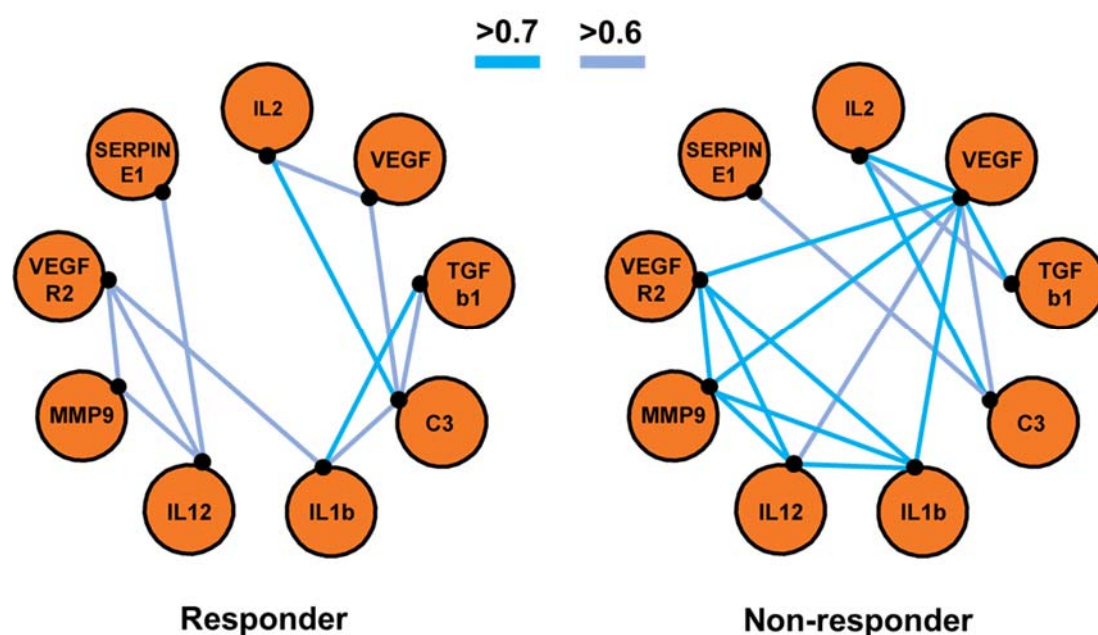 >0.7 >0.6
IL2
SERPIN
E1
VEGF
VEGF
R2
TGF
b1
MMP9
C3
IL12
IL1b
Responder
IL2
SERPIN
E1
VEGF
VEGF
R2
TGF
b1
MMP9
C3
IL12
IL1b
Non-responder